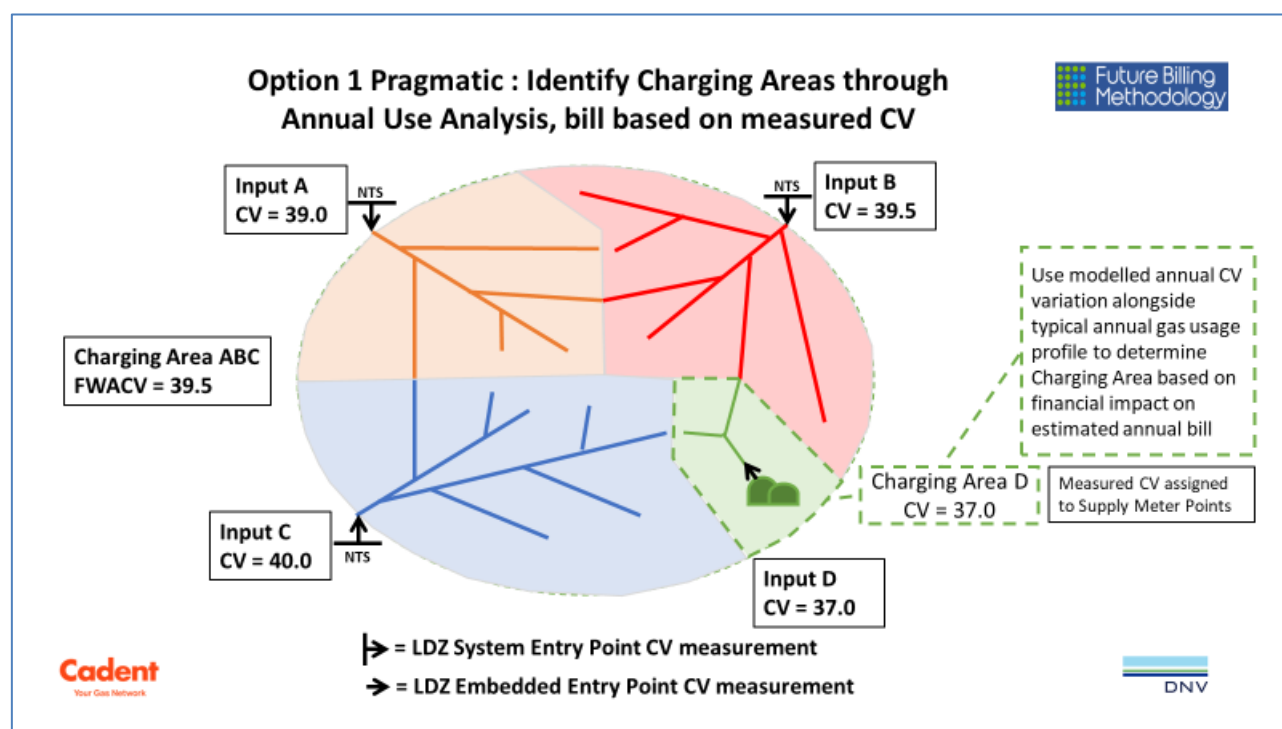 Option 1 Pragmatic : Identify Charging Areas through
Annual Use Analysis, bill based on measured CV
Future Billing
Methodology
Input A
CV = 39.0
NTS
NTS
Input B
CV = 39.5
Use modelled annual CV
variation alongside
typical annual gas usage
profile to determine
Charging Area based on
financial impact on
estimated annual bill
Charging Area ABC
FWACV = 39.5
Charging Area D
CV = 37.0
Measured CV assigned
to Supply Meter Points
Input C
CV = 40.0
NTS
Input D
CV = 37.0
= LDZ System Entry Point CV measurement
= LDZ Embedded Entry Point CV measurement
Cadent
Your Gas Network
DNV